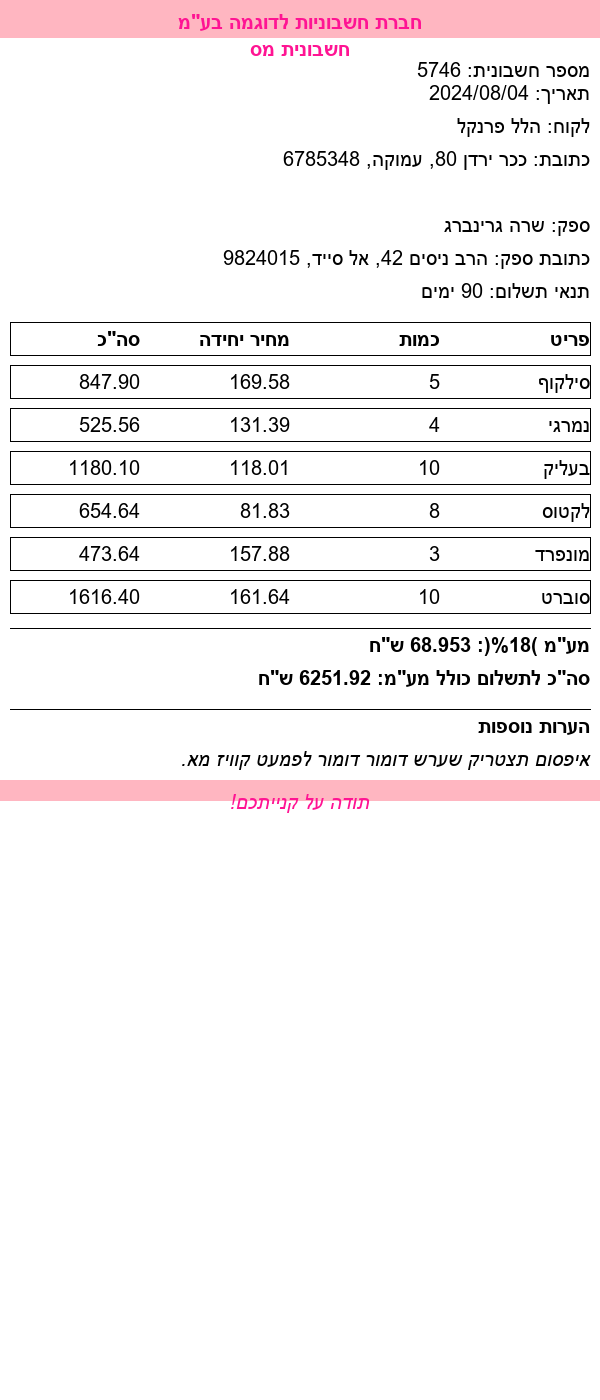 חברת חשבוניות לדוגמה בע"מ
חשבונית מס
מספר חשבונית: 5746
תאריך: 2024/08/04
לקוח: הלל פרנקל
כתובת: ככר ירדן 80, עמוקה, 6785348
ספק: שרה גרינברג
כתובת ספק: הרב ניסים 42, אל סייד, 9824015
תנאי תשלום: 90 ימים
פריט כמות מחיר יחידה סה"כ
סילקוף 5 169.58 847.90
נמרגי 4 131.39 525.56
בעליק 10 118.01 1180.10
לקטוס 8 81.83 654.64
מונפרד 3 157.88 473.64
סוברט 10 161.64 1616.40
מע"מ )18%(: 68.953 ש"ח
סה"כ לתשלום כולל מע"מ: 6251.92 ש"ח
הערות נוספות
איפסום תצטריק שערש דומור דומור לפמעט קוויז מא.
תודה על קנייתכם!